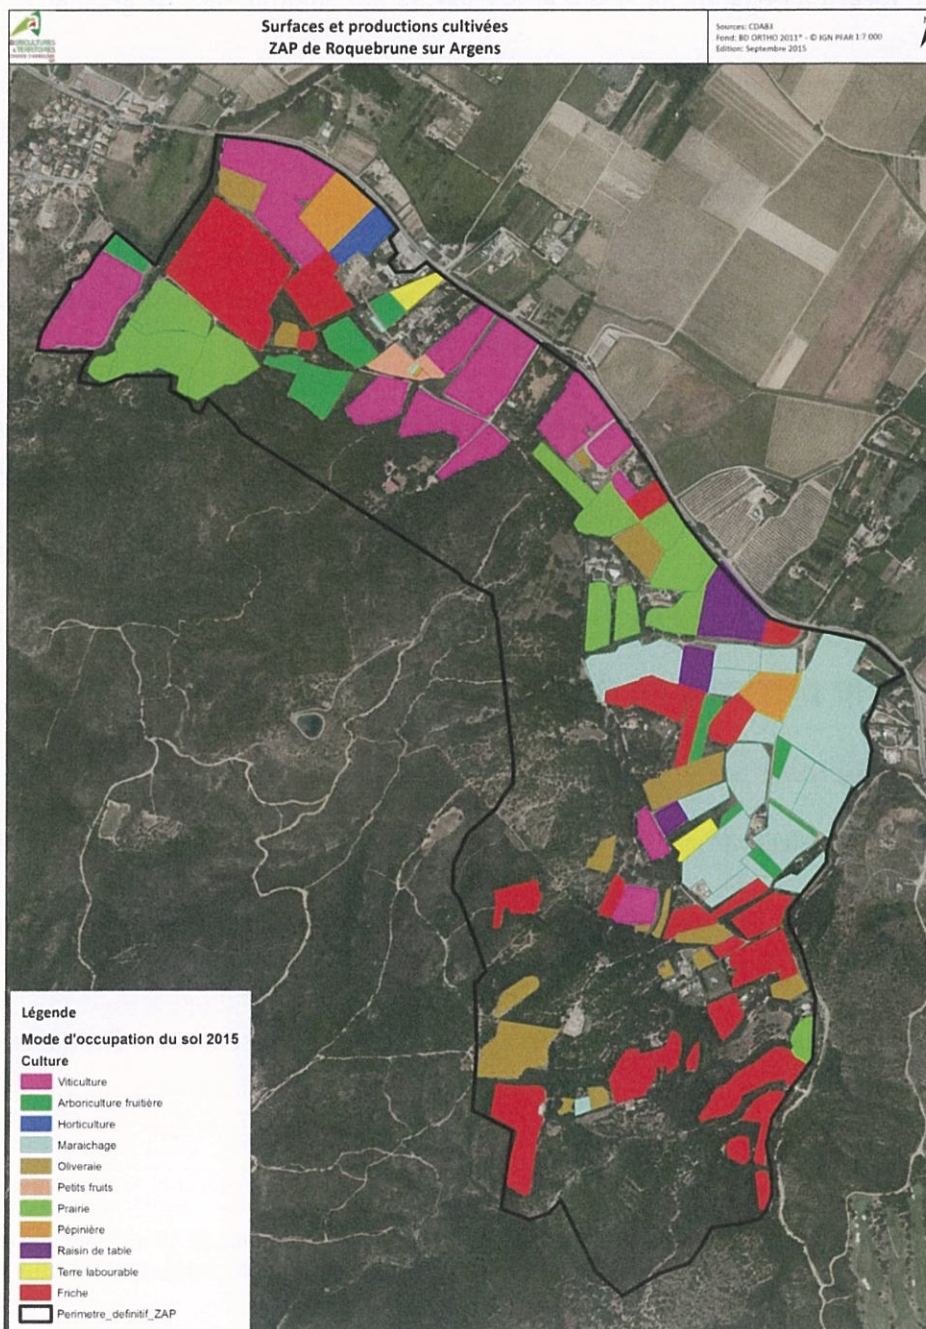 Surfaces et productions cultivées
ZAP de Roquebrune sur Argens
Sources: CDA83
Fond: BD ORTHO 2011® - © IGN PFAR 1:7 000
Edition: Septembre 2015
AGRICULTURES
& TERRITOIRES
Légende
Mode d'occupation du sol 2015
Culture
Viticulture
Arboriculture fruitière
Horticulture
Maraichage
Oliveraie
Petits fruits
Prairie
Pépinière
Raisin de table
Terre labourable
Friche
Perimetre_definitif_ZAP